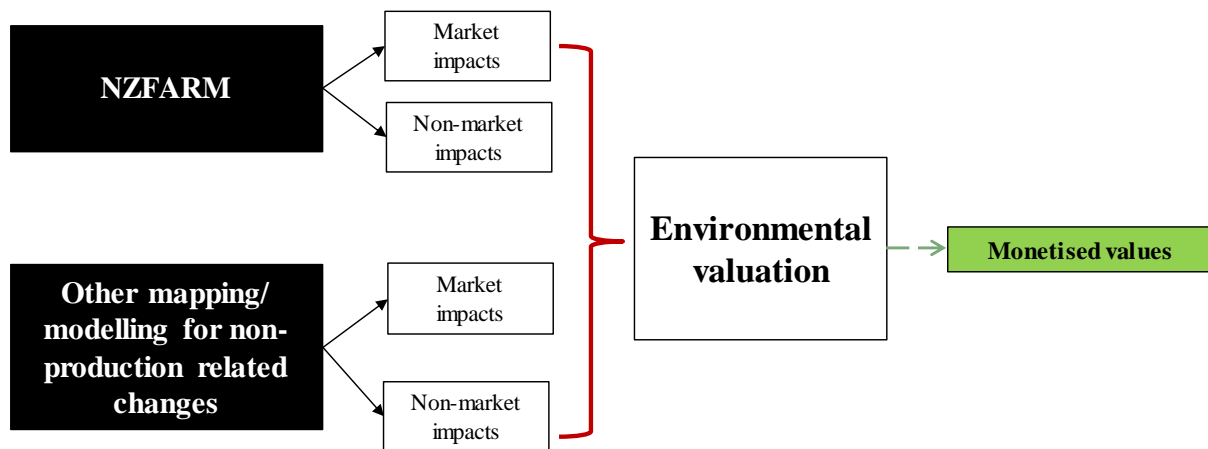 NZFARM
Market
impacts
Non-market
impacts
Other mapping/
modelling for non-
production related
changes
Market
impacts
Non-market
impacts
Environmental
valuation
Monetised values